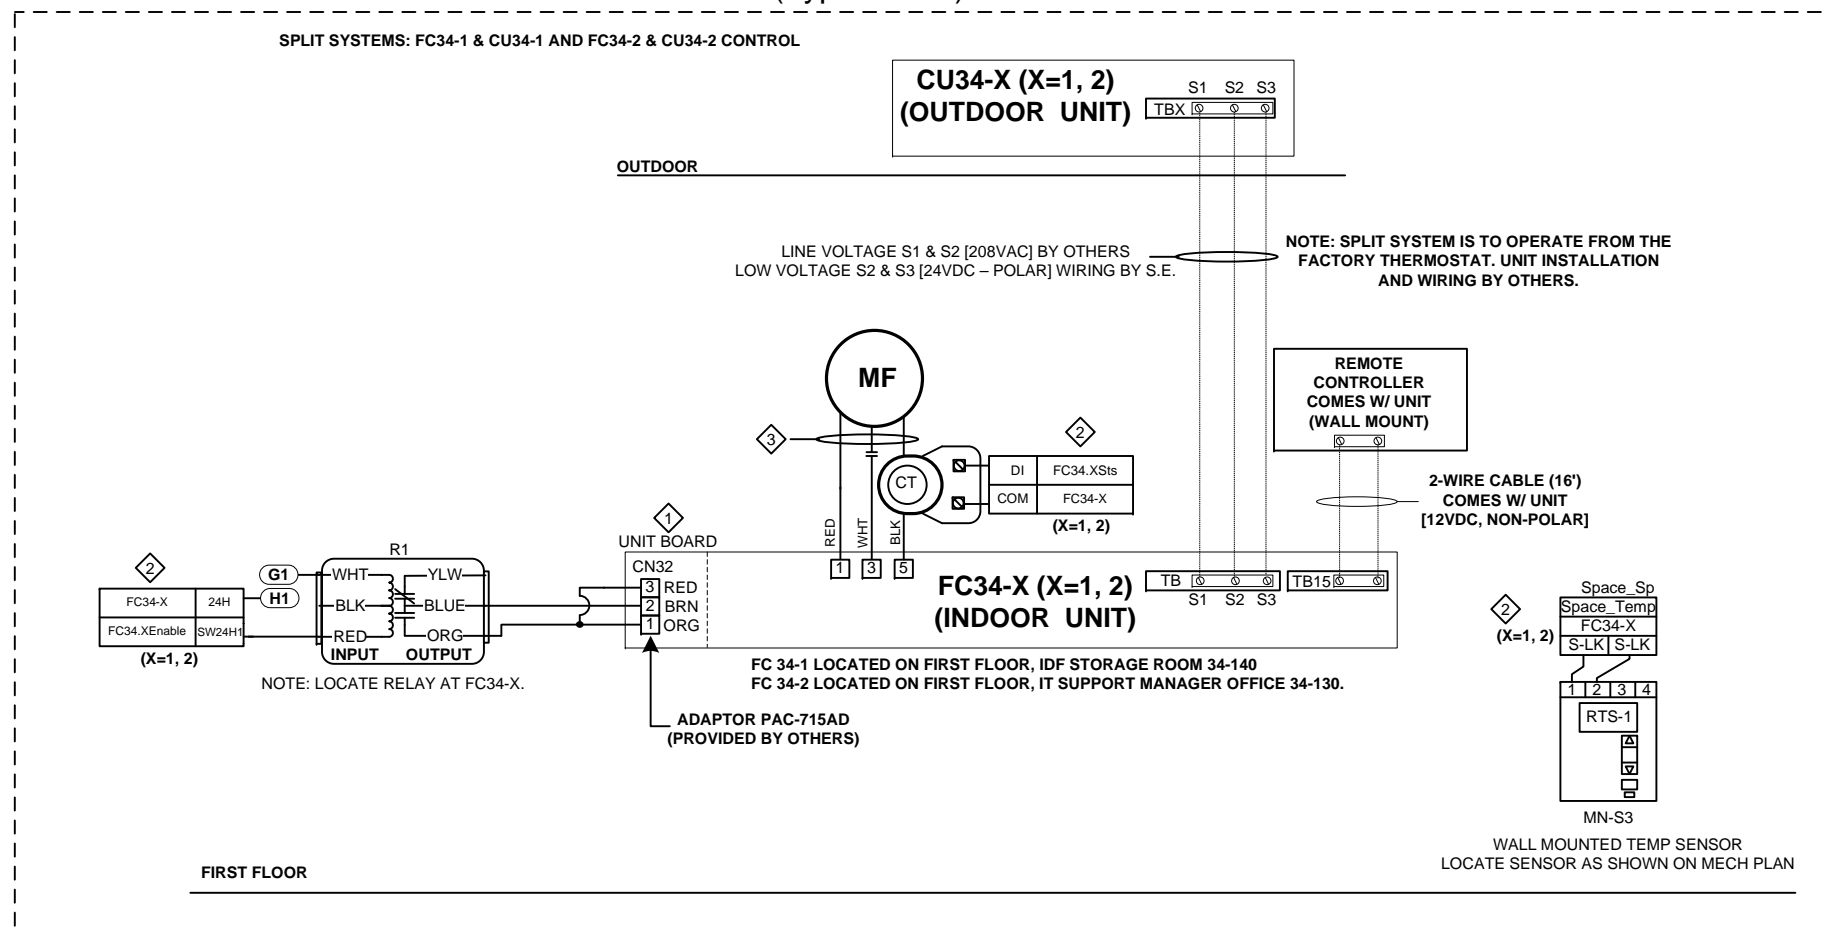 SPLIT SYSTEMS: FC34-1 & CU34-1 AND FC34-2 & CU34-2 CONTROL
CU34-X (X=1, 2)
(OUTDOOR UNIT)
S1 S2 S3
TBX
OUTDOOR
LINE VOLTAGE S1 & S2 [208VAC] BY OTHERS
LOW VOLTAGE S2 & S3 [24VDC – POLAR] WIRING BY S.E.
NOTE: SPLIT SYSTEM IS TO OPERATE FROM THE
FACTORY THERMOSTAT. UNIT INSTALLATION
AND WIRING BY OTHERS.
MF
REMOTE
CONTROLLER
COMES W/ UNIT
(WALL MOUNT)
3
2
CT
DI FC34.XSts
COM FC34-X
(X=1, 2)
2-WIRE CABLE (16')
COMES W/ UNIT
[12VDC, NON-POLAR]
RED
WHT
BLK
1
UNIT BOARD
CN32
3 RED
2 BRN
1 ORG
1 3 5
FC34-X (X=1, 2)
(INDOOR UNIT)
TB
S1 S2 S3
TB15
R1
2
G1
H1
FC34-X 24H
FC34.XEnable SW24H1
(X=1, 2)
WHT YLW
BLK BLUE
RED ORG
INPUT OUTPUT
NOTE: LOCATE RELAY AT FC34-X.
FC 34-1 LOCATED ON FIRST FLOOR, IDF STORAGE ROOM 34-140
FC 34-2 LOCATED ON FIRST FLOOR, IT SUPPORT MANAGER OFFICE 34-130.
ADAPTOR PAC-715AD
(PROVIDED BY OTHERS)
2
(X=1, 2)
Space_Sp
Space_Temp
FC34-X
S-LK S-LK
1 2 3 4
RTS-1
MN-S3
WALL MOUNTED TEMP SENSOR
LOCATE SENSOR AS SHOWN ON MECH PLAN
FIRST FLOOR